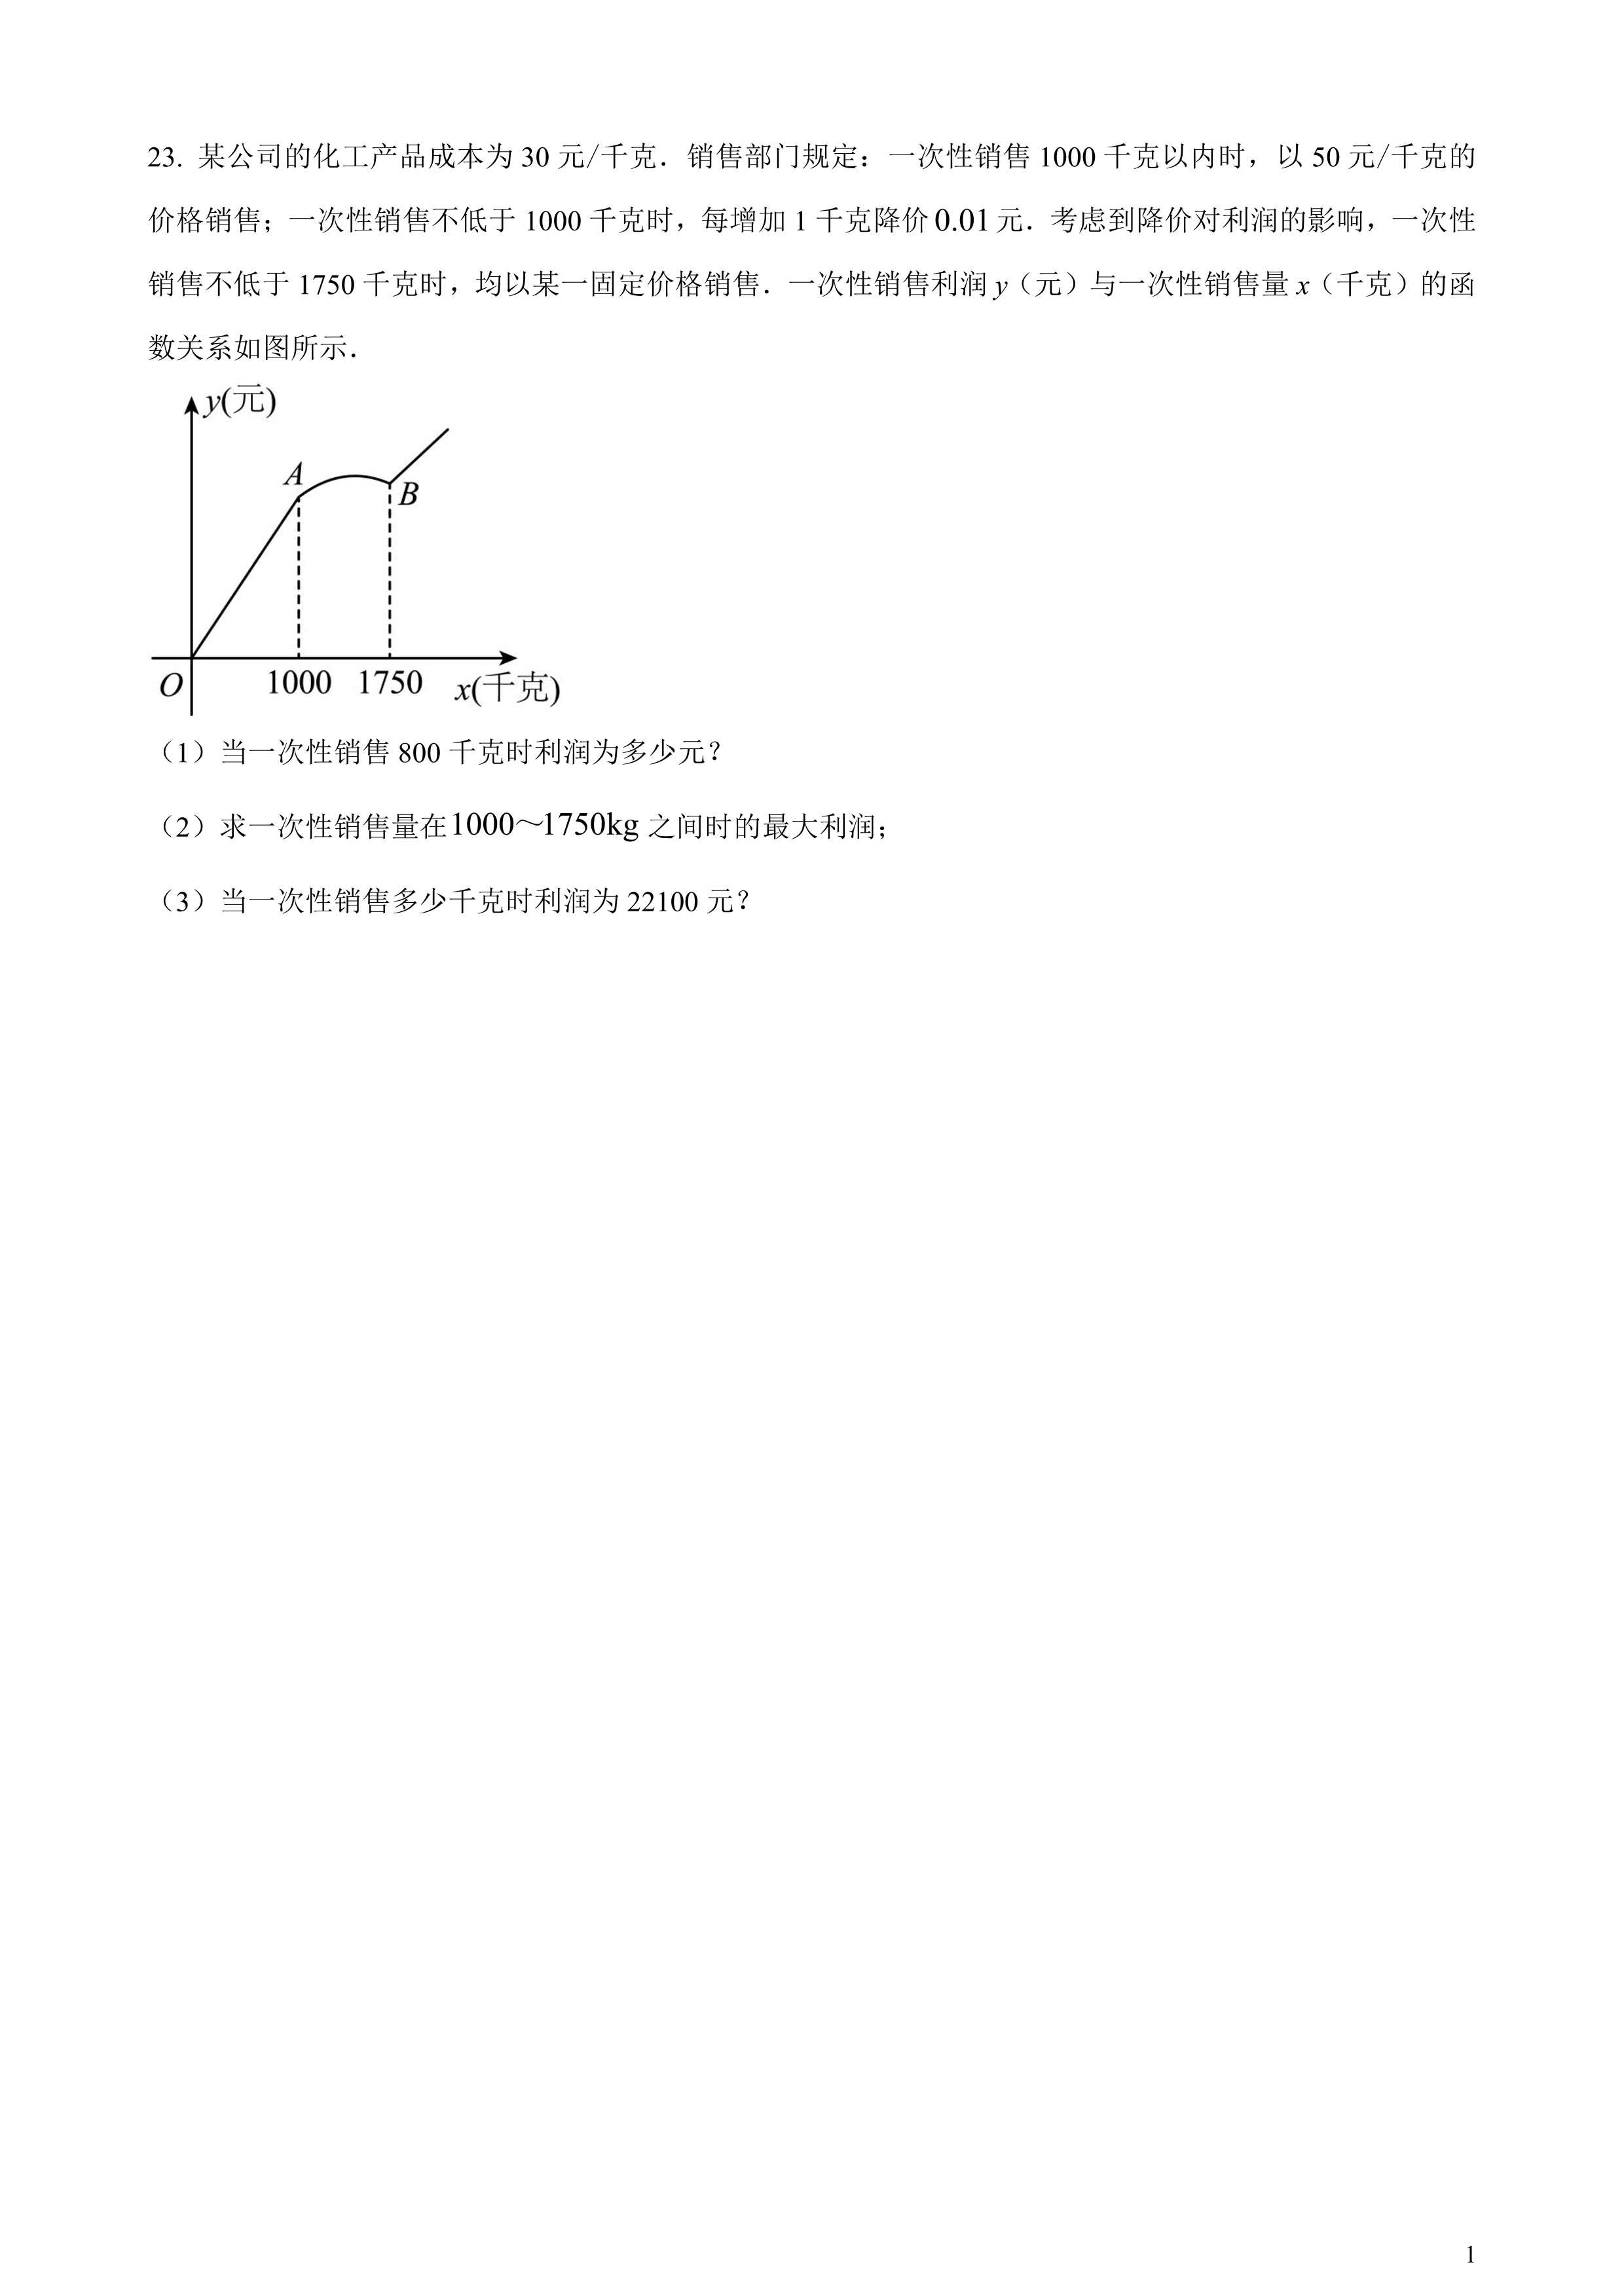 23. 某公司的化工产品成本为 30 元/千克．销售部门规定：一次性销售 1000 千克以内时，以 50 元/千克的
价格销售；一次性销售不低于 1000 千克时，每增加 1 千克降价 0.01 元．考虑到降价对利润的影响，一次性
销售不低于 1750 千克时，均以某一固定价格销售．一次性销售利润 y（元）与一次性销售量 x（千克）的函
数关系如图所示．
y(元)
A
B
O
1000 1750 x(千克)
（1）当一次性销售 800 千克时利润为多少元？
（2）求一次性销售量在 1000～1750kg 之间时的最大利润；
（3）当一次性销售多少千克时利润为 22100 元？
1